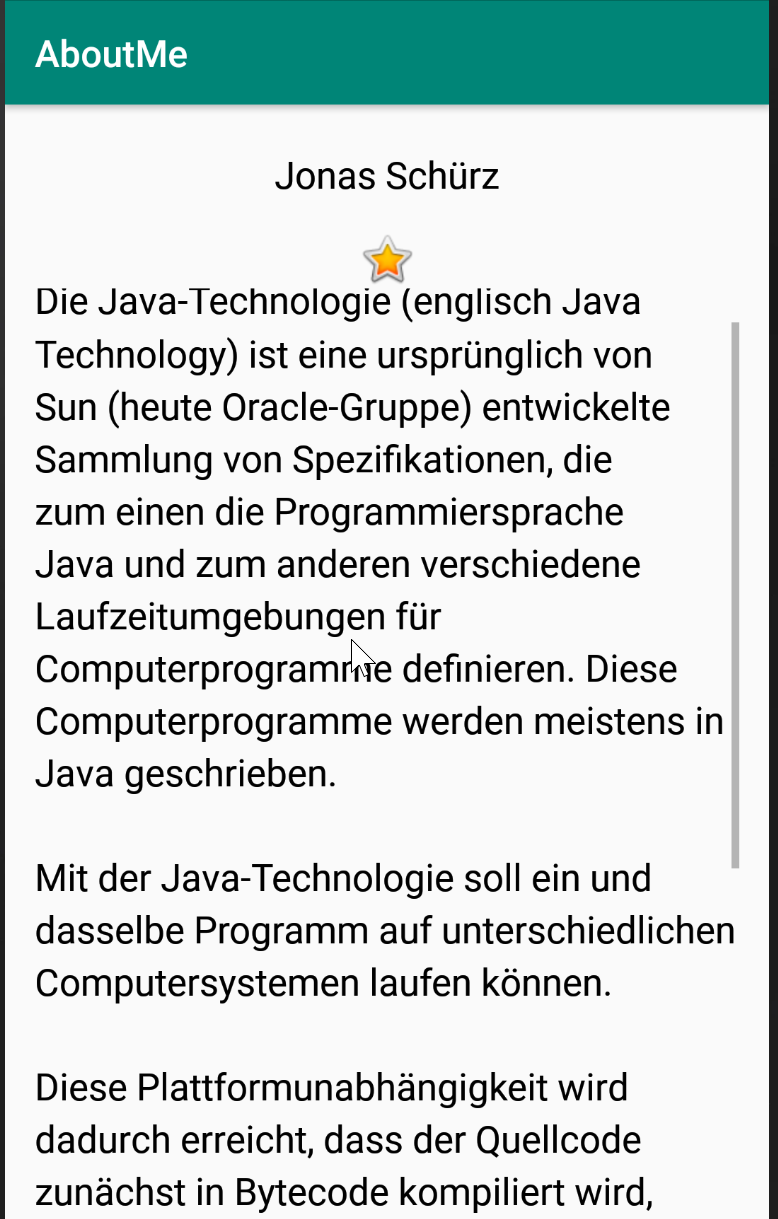 AboutMe
Jonas Schürz
Die Java-Technologie (englisch Java
Technology) ist eine ursprünglich von
Sun (heute Oracle-Gruppe) entwickelte
Sammlung von Spezifikationen, die
zum einen die Programmiersprache
Java und zum anderen verschiedene
Laufzeitumgebungen für
Computerprogramme definieren. Diese
Computerprogramme werden meistens in
Java geschrieben.
Mit der Java-Technologie soll ein und
dasselbe Programm auf unterschiedlichen
Computersystemen laufen können.
Diese Plattformunabhängigkeit wird
dadurch erreicht, dass der Quellcode
zunächst in Bytecode kompiliert wird,